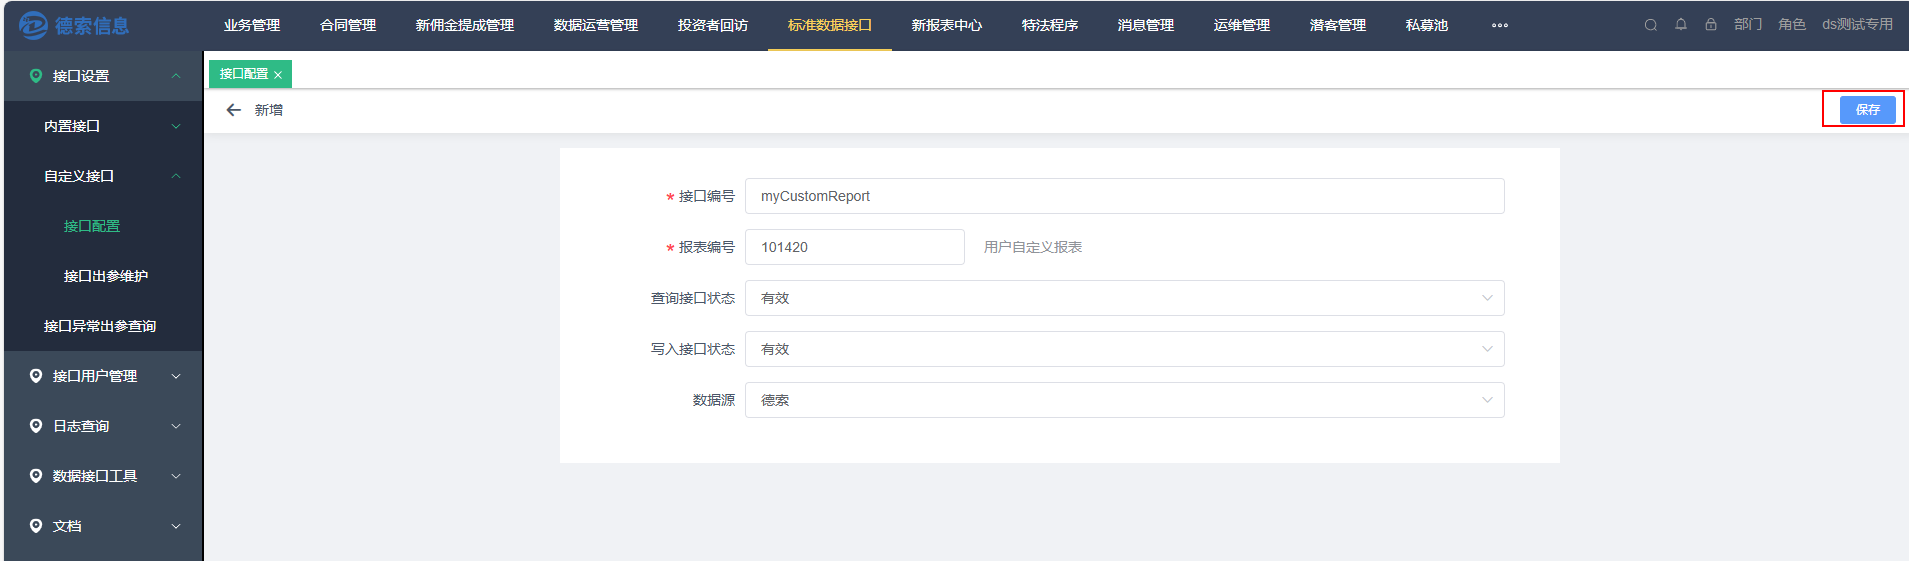 德索信息
业务管理 合同管理 新佣金提成管理 数据运营管理 投资者回访 标准数据接口 新报表中心 特法程序 消息管理 运维管理 潜客管理 私募池 ••• 部门 角色 ds测试专用
接口设置
内置接口
自定义接口
接口配置
接口出参维护
接口异常出参查询
接口用户管理
日志查询
数据接口工具
文档
接口配置 ×
新增
保存
* 接口编号 myCustomReport
* 报表编号 101420 用户自定义报表
查询接口状态 有效
写入接口状态 有效
数据源 德索